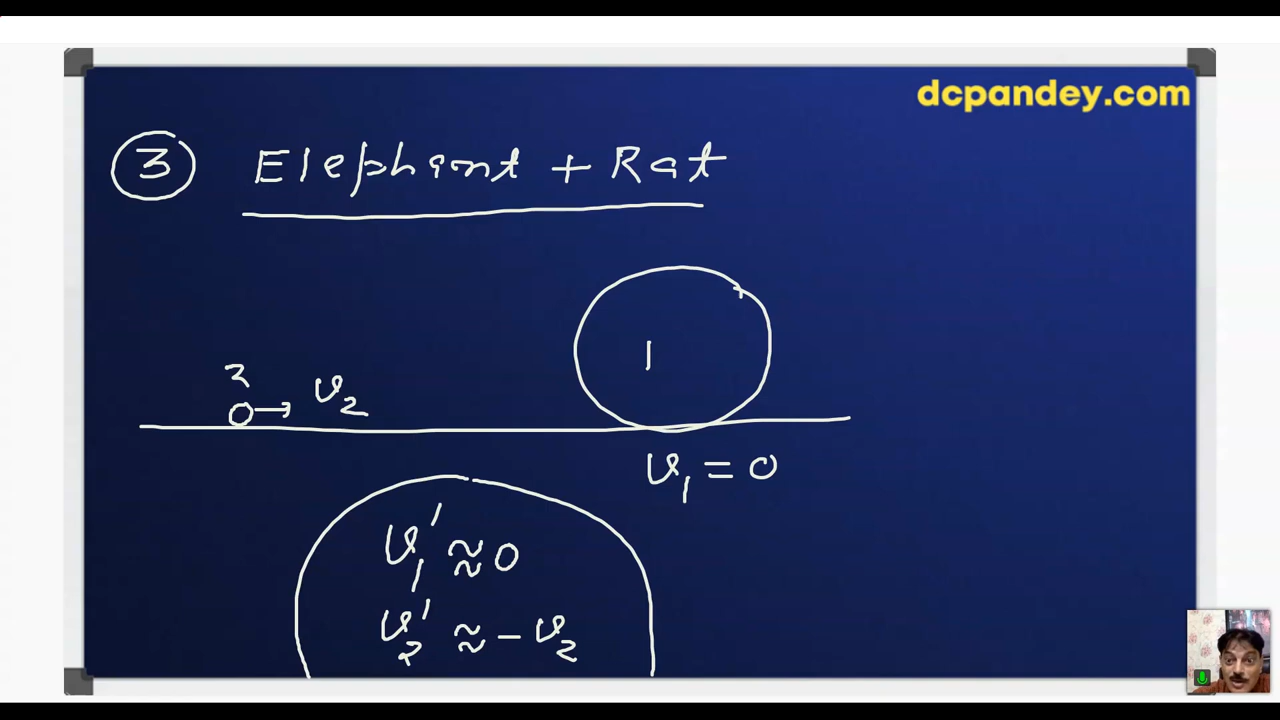 dcpandey.com
③ Elephant + Rat
1
2 → v₂
v₁ = 0
v₁' ≈ 0
v₂' ≈ - v₂